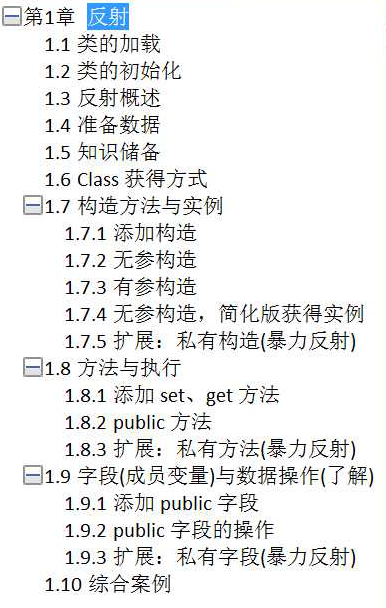 第1章 反射
1.1 类的加载
1.2 类的初始化
1.3 反射概述
1.4 准备数据
1.5 知识储备
1.6 Class 获得方式
1.7 构造方法与实例
1.7.1 添加构造
1.7.2 无参构造
1.7.3 有参构造
1.7.4 无参构造，简化版获得实例
1.7.5 扩展：私有构造(暴力反射)
1.8 方法与执行
1.8.1 添加 set、get 方法
1.8.2 public 方法
1.8.3 扩展：私有方法(暴力反射)
1.9 字段(成员变量)与数据操作(了解)
1.9.1 添加 public 字段
1.9.2 public 字段的操作
1.9.3 扩展：私有字段(暴力反射)
1.10 综合案例